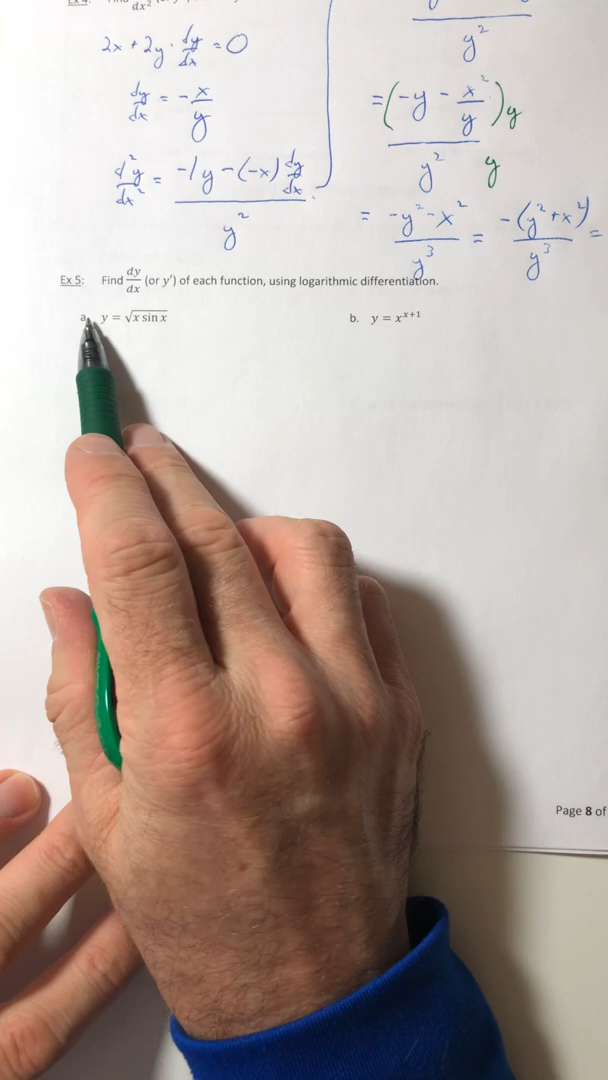 dx²
2x + 2y · dy/dx = 0
dy/dx = -x/y
d²y/dx² = (-1y - (-x) dy/dx) / y²
y²
= (-y - x²/y) y / y² y
= (-y² - x²) / y³ = -(y² + x²) / y³ =
Ex 5: Find dy/dx (or y′) of each function, using logarithmic differentiation.
a. y = √(x sin x)
b. y = x^(x+1)
Page 8 of